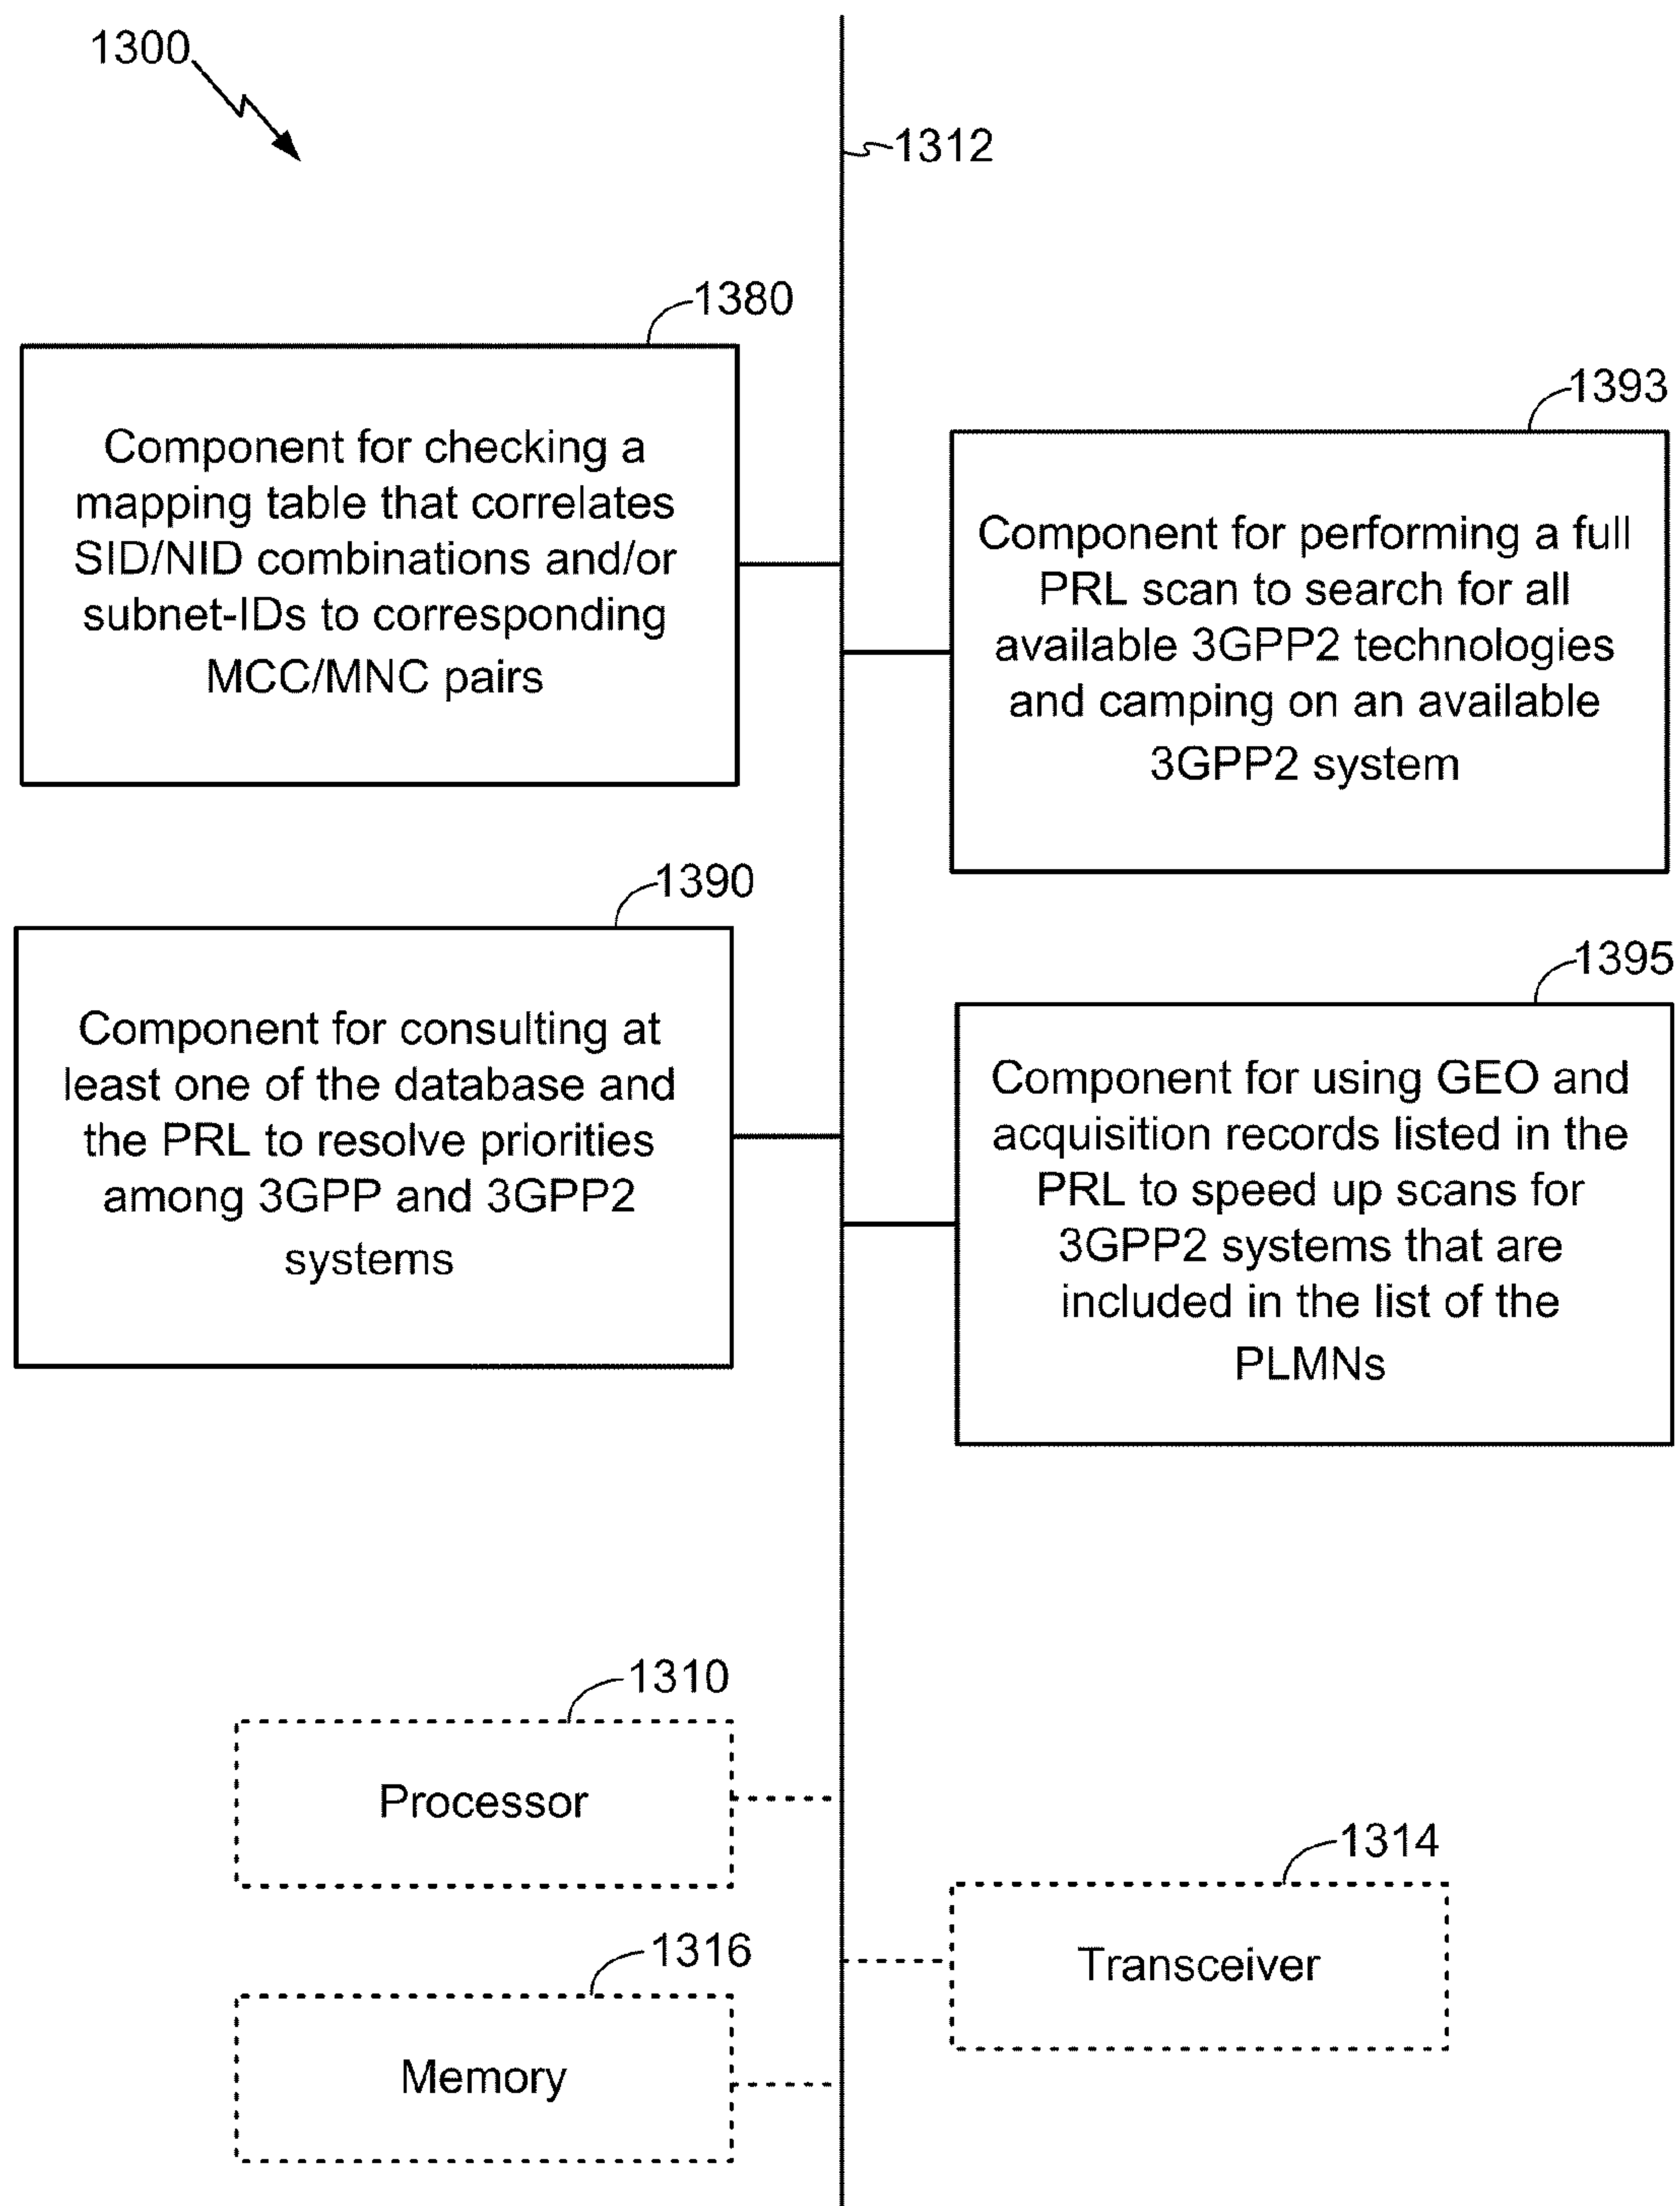 1300
1312
1380
Component for checking a
mapping table that correlates
SID/NID combinations and/or
subnet-IDs to corresponding
MCC/MNC pairs
1393
Component for performing a full
PRL scan to search for all
available 3GPP2 technologies
and camping on an available
3GPP2 system
1390
Component for consulting at
least one of the database and
the PRL to resolve priorities
among 3GPP and 3GPP2
systems
1395
Component for using GEO and
acquisition records listed in the
PRL to speed up scans for
3GPP2 systems that are
included in the list of the
PLMNs
1310
Processor
1314
Transceiver
1316
Memory